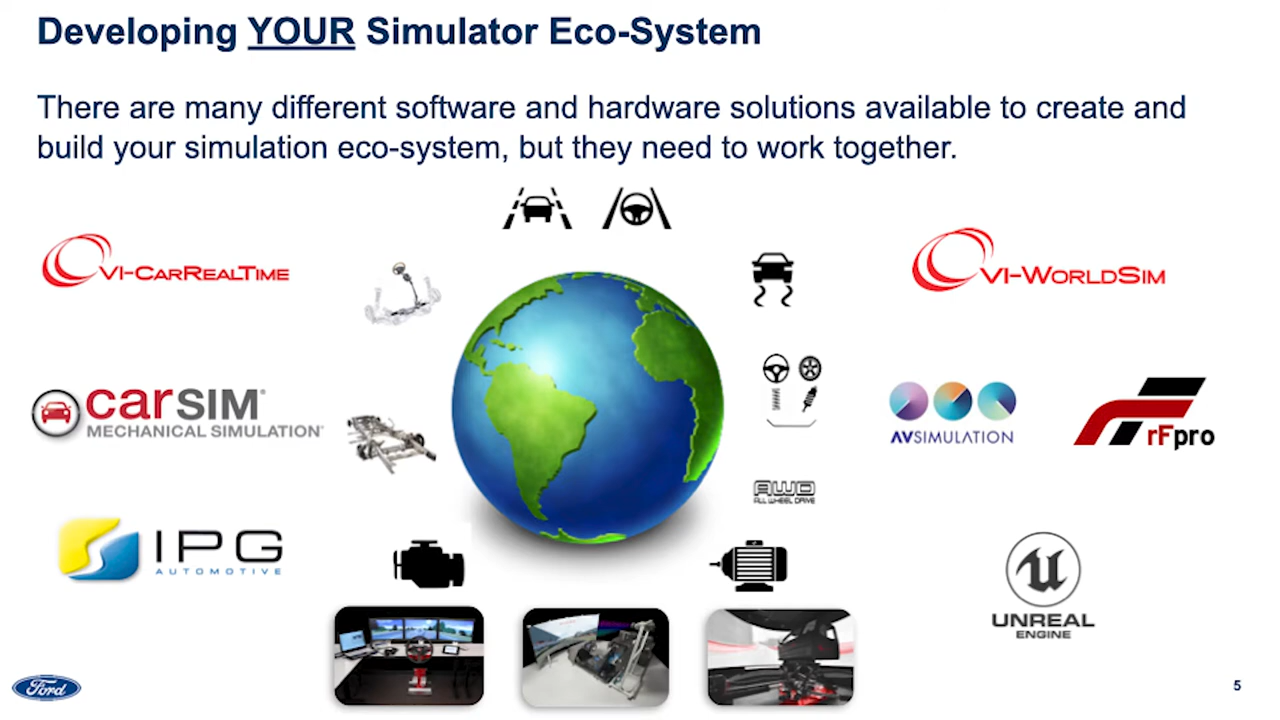 Developing YOUR Simulator Eco-System
There are many different software and hardware solutions available to create and
build your simulation eco-system, but they need to work together.
VI-CARREALTIME
VI-WORLDSIM
carSIM®
MECHANICAL SIMULATION®
AVSIMULATION
rFpro
AWD
ALL WHEEL DRIVE
IPG
AUTOMOTIVE
UNREAL
ENGINE
Ford
5